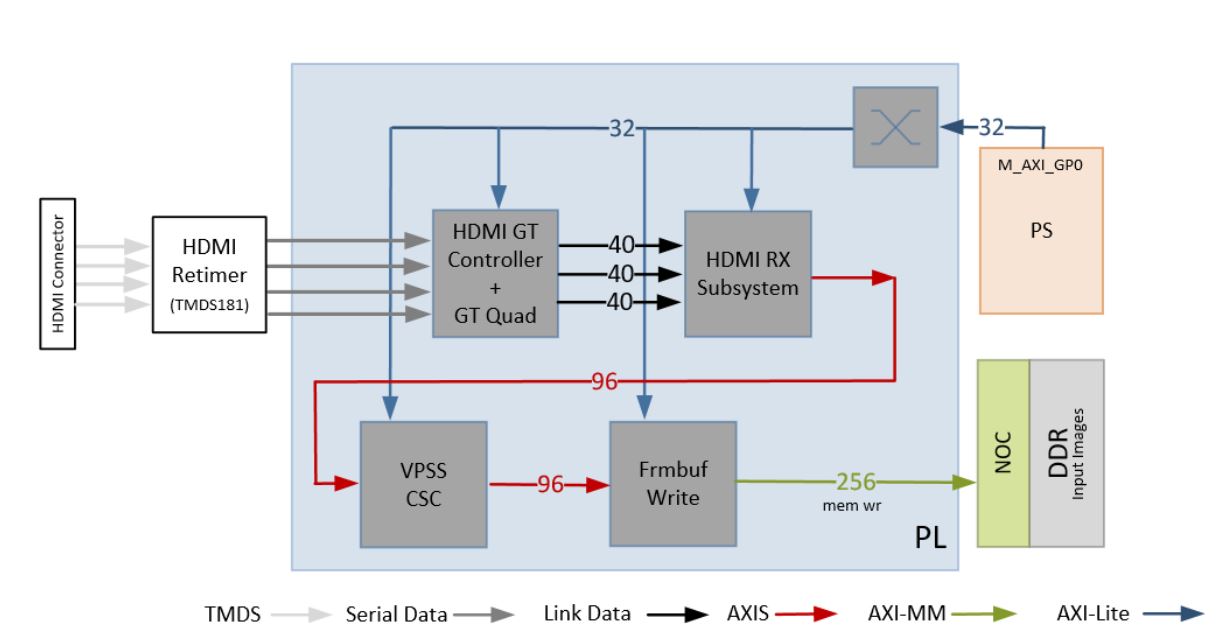 32
32
M_AXI_GP0
PS
HDMI Connector
HDMI
Retimer
(TMDS181)
HDMI GT
Controller
+
GT Quad
40
40
40
HDMI RX
Subsystem
96
VPSS
CSC
96
Frmbuf
Write
256
mem wr
NOC
DDR
Input Images
PL
TMDS
Serial Data
Link Data
AXIS
AXI-MM
AXI-Lite